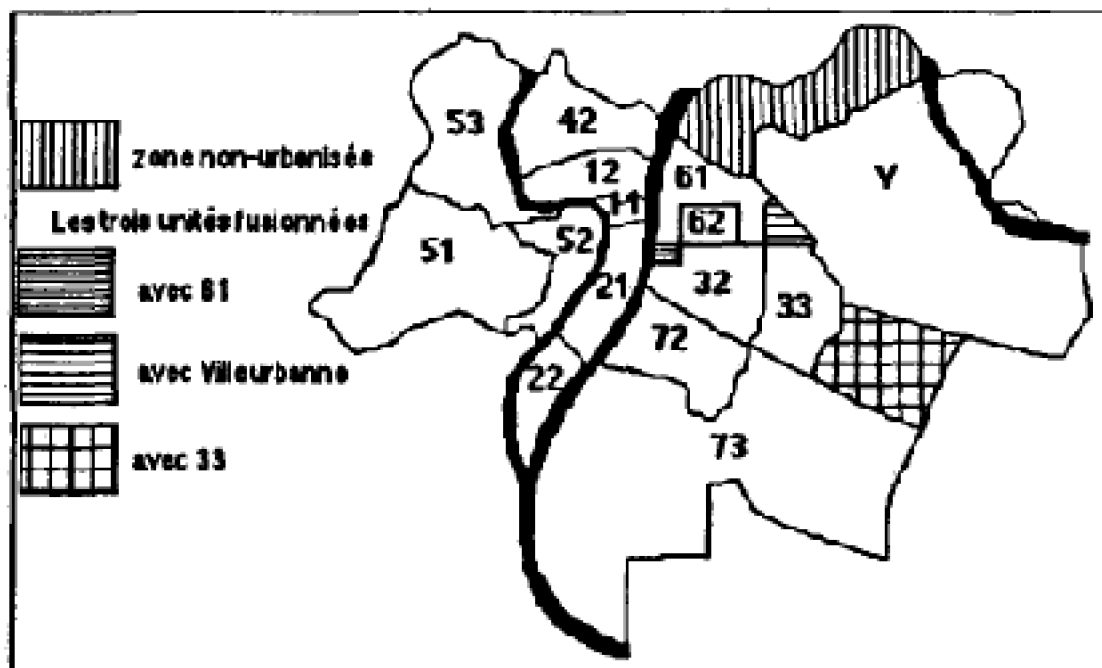 zone non-urbanisée
Les trois unités fusionnées
avec 61
avec Villeurbanne
avec 33
53
42
12
11
61
62
V
51
52
21
32
33
72
22
73